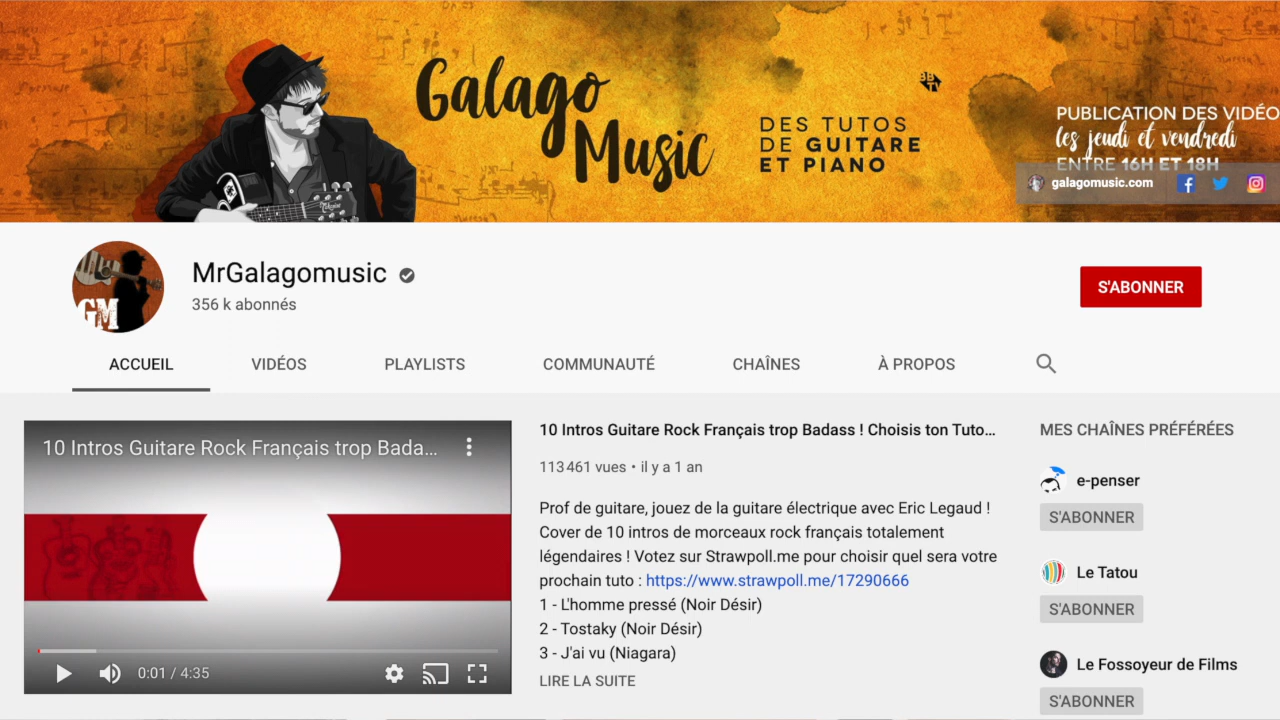 Galago
Music
DES TUTOS
DE GUITARE
ET PIANO
BB
TV
PUBLICATION DES VIDÉO
les jeudi et vendredi
ENTRE 16H ET 18H
galagomusic.com
GM
MrGalagomusic
356 k abonnés
S'ABONNER
ACCUEIL
VIDÉOS
PLAYLISTS
COMMUNAUTÉ
CHAÎNES
À PROPOS
10 Intros Guitare Rock Français trop Bada...
0:01 / 4:35
10 Intros Guitare Rock Français trop Badass ! Choisis ton Tuto...
113 461 vues • il y a 1 an
Prof de guitare, jouez de la guitare électrique avec Eric Legaud !
Cover de 10 intros de morceaux rock français totalement
légendaires ! Votez sur Strawpoll.me pour choisir quel sera votre
prochain tuto : https://www.strawpoll.me/17290666
1 - L'homme pressé (Noir Désir)
2 - Tostaky (Noir Désir)
3 - J'ai vu (Niagara)
LIRE LA SUITE
MES CHAÎNES PRÉFÉRÉES
e-penser
S'ABONNER
Le Tatou
S'ABONNER
Le Fossoyeur de Films
S'ABONNER